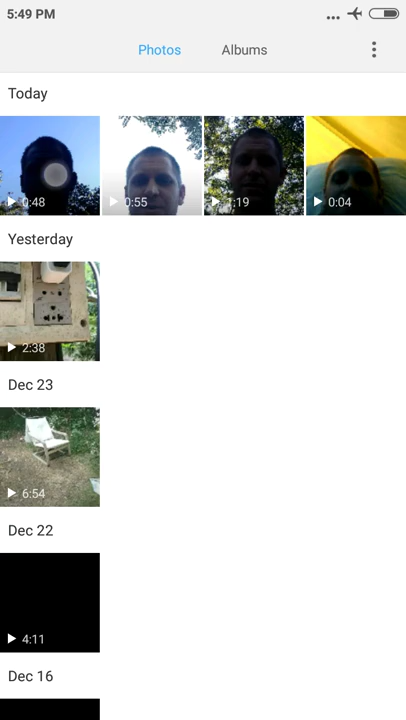 5:49 PM
Photos Albums
Today
0:48 0:55 1:19 0:04
Yesterday
2:38
Dec 23
6:54
Dec 22
4:11
Dec 16